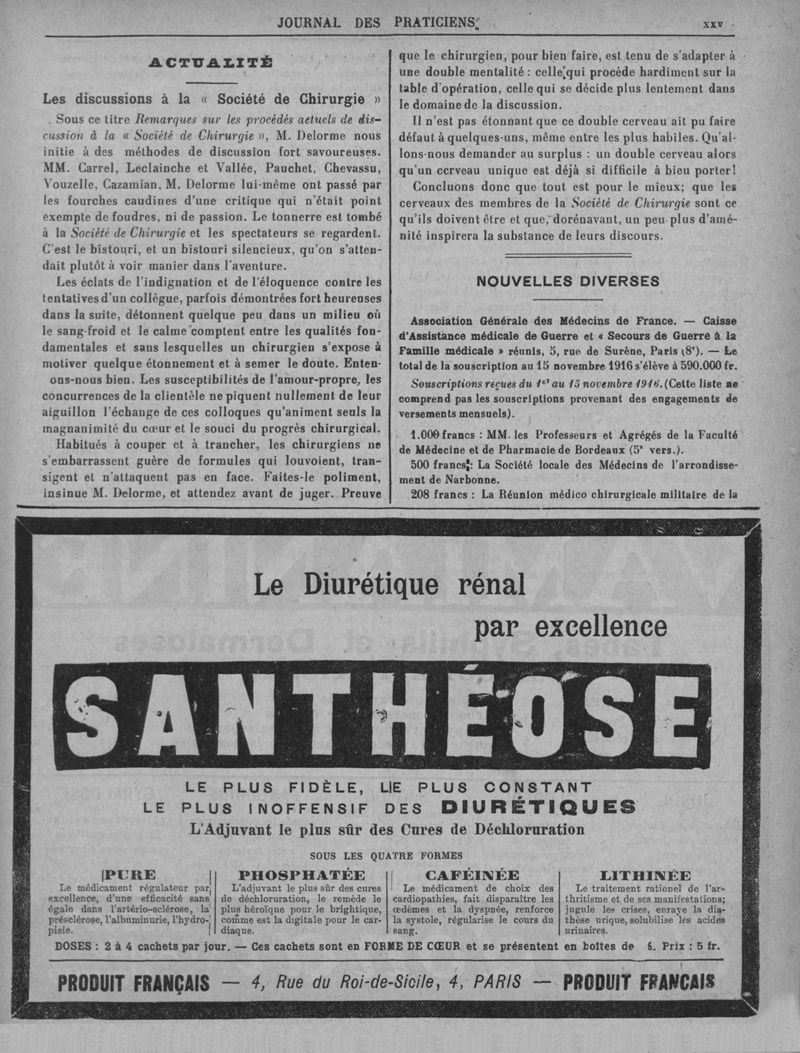 JOURNAL DES PRATICIENS.
XXV
ACTUALITÉ
Les discussions à la « Société de Chirurgie »
Sous ce titre Remarques sur les procédés actuels de dis-
cussion à la « Société de Chirurgie », M. Delorme nous
initie à des méthodes de discussion fort savoureuses.
MM. Carrel, Leclainche et Vallée, Pauchet, Chevassu,
Vouzelle, Cazamian, M. Delorme lui-même ont passé par
les fourches caudines d'une critique qui n'était point
exempte de foudres, ni de passion. Le tonnerre est tombé
à la Société de Chirurgie et les spectateurs se regardent.
C'est le bistouri, et un bistouri silencieux, qu'on s'atten-
dait plutôt à voir manier dans l'aventure.
Les éclats de l'indignation et de l'éloquence contre les
tentatives d'un collègue, parfois démontrées fort heureuses
dans la suite, détonnent quelque peu dans un milieu où
le sang-froid et le calme comptent entre les qualités fon-
damentales et sans lesquelles un chirurgien s'expose à
motiver quelque étonnement et à semer le doute. Enten-
ons-nous bien. Les susceptibilités de l'amour-propre, les
concurrences de la clientèle ne piquent nullement de leur
aiguillon l'échange de ces colloques qu'animent seuls la
magnanimité du cœur et le souci du progrès chirurgical.
Habitués à couper et à trancher, les chirurgiens ne
s'embarrassent guère de formules qui louvoient, tran-
sigent et n'attaquent pas en face. Faites-le poliment,
insinue M. Delorme, et attendez avant de juger. Preuve
que le chirurgien, pour bien faire, est tenu de s'adapter à
une double mentalité : celle qui procède hardiment sur la
table d'opération, celle qui se décide plus lentement dans
le domaine de la discussion.
Il n'est pas étonnant que ce double cerveau ait pu faire
défaut à quelques-uns, même entre les plus habiles. Qu'al-
lons-nous demander au surplus : un double cerveau alors
qu'un cerveau unique est déjà si difficile à bien porter!
Concluons donc que tout est pour le mieux; que les
cerveaux des membres de la Société de Chirurgie sont ce
qu'ils doivent être et que, dorénavant, un peu plus d'amé-
nité inspirera la substance de leurs discours.
NOUVELLES DIVERSES
Association Générale des Médecins de France. — Caisse
d'Assistance médicale de Guerre et « Secours de Guerre à la
Famille médicale » réunis, 5, rue de Surène, Paris (8e). — Le
total de la souscription au 15 novembre 1916 s'élève à 590.000 fr.
Souscriptions reçues du 1er au 15 novembre 1916. (Cette liste ne
comprend pas les souscriptions provenant des engagements de
versements mensuels).
1.000 francs : MM. les Professeurs et Agrégés de la Faculté
de Médecine et de Pharmacie de Bordeaux (5e vers.).
500 francs : La Société locale des Médecins de l'arrondisse-
ment de Narbonne.
208 francs : La Réunion médico chirurgicale militaire de la
Le Diurétique rénal
par excellence
SANTHÉOSE
LE PLUS FIDÈLE, LE PLUS CONSTANT
LE PLUS INOFFENSIF DES DIURÉTIQUES
L'Adjuvant le plus sûr des Cures de Déchloruration
SOUS LES QUATRE FORMES
PURE
Le médicament régulateur par
excellence, d'une efficacité sans
égale dans l'artério-sclérose, la
présclérose, l'albuminurie, l'hydro-
pisie.
PHOSPHATÉE
L'adjuvant le plus sûr des cures
de déchloruration, le remède le
plus héroïque pour le brightique,
comme est la digitale pour le car-
diaque.
CAFÉINÉE
Le médicament de choix des
cardiopathies, fait disparaître les
œdèmes et la dyspnée, renforce
la systole, régularise le cours du
sang.
LITHINÉE
Le traitement rationel de l'ar-
thritisme et de ses manifestations;
jugule les crises, enraye la dia-
thèse urique, solubilise les acides
urinaires.
DOSES : 2 à 4 cachets par jour. — Ces cachets sont en FORME DE CŒUR et se présentent en boîtes de 6. Prix : 5 fr.
PRODUIT FRANÇAIS — 4, Rue du Roi-de-Sicile, 4, PARIS — PRODUIT FRANÇAIS